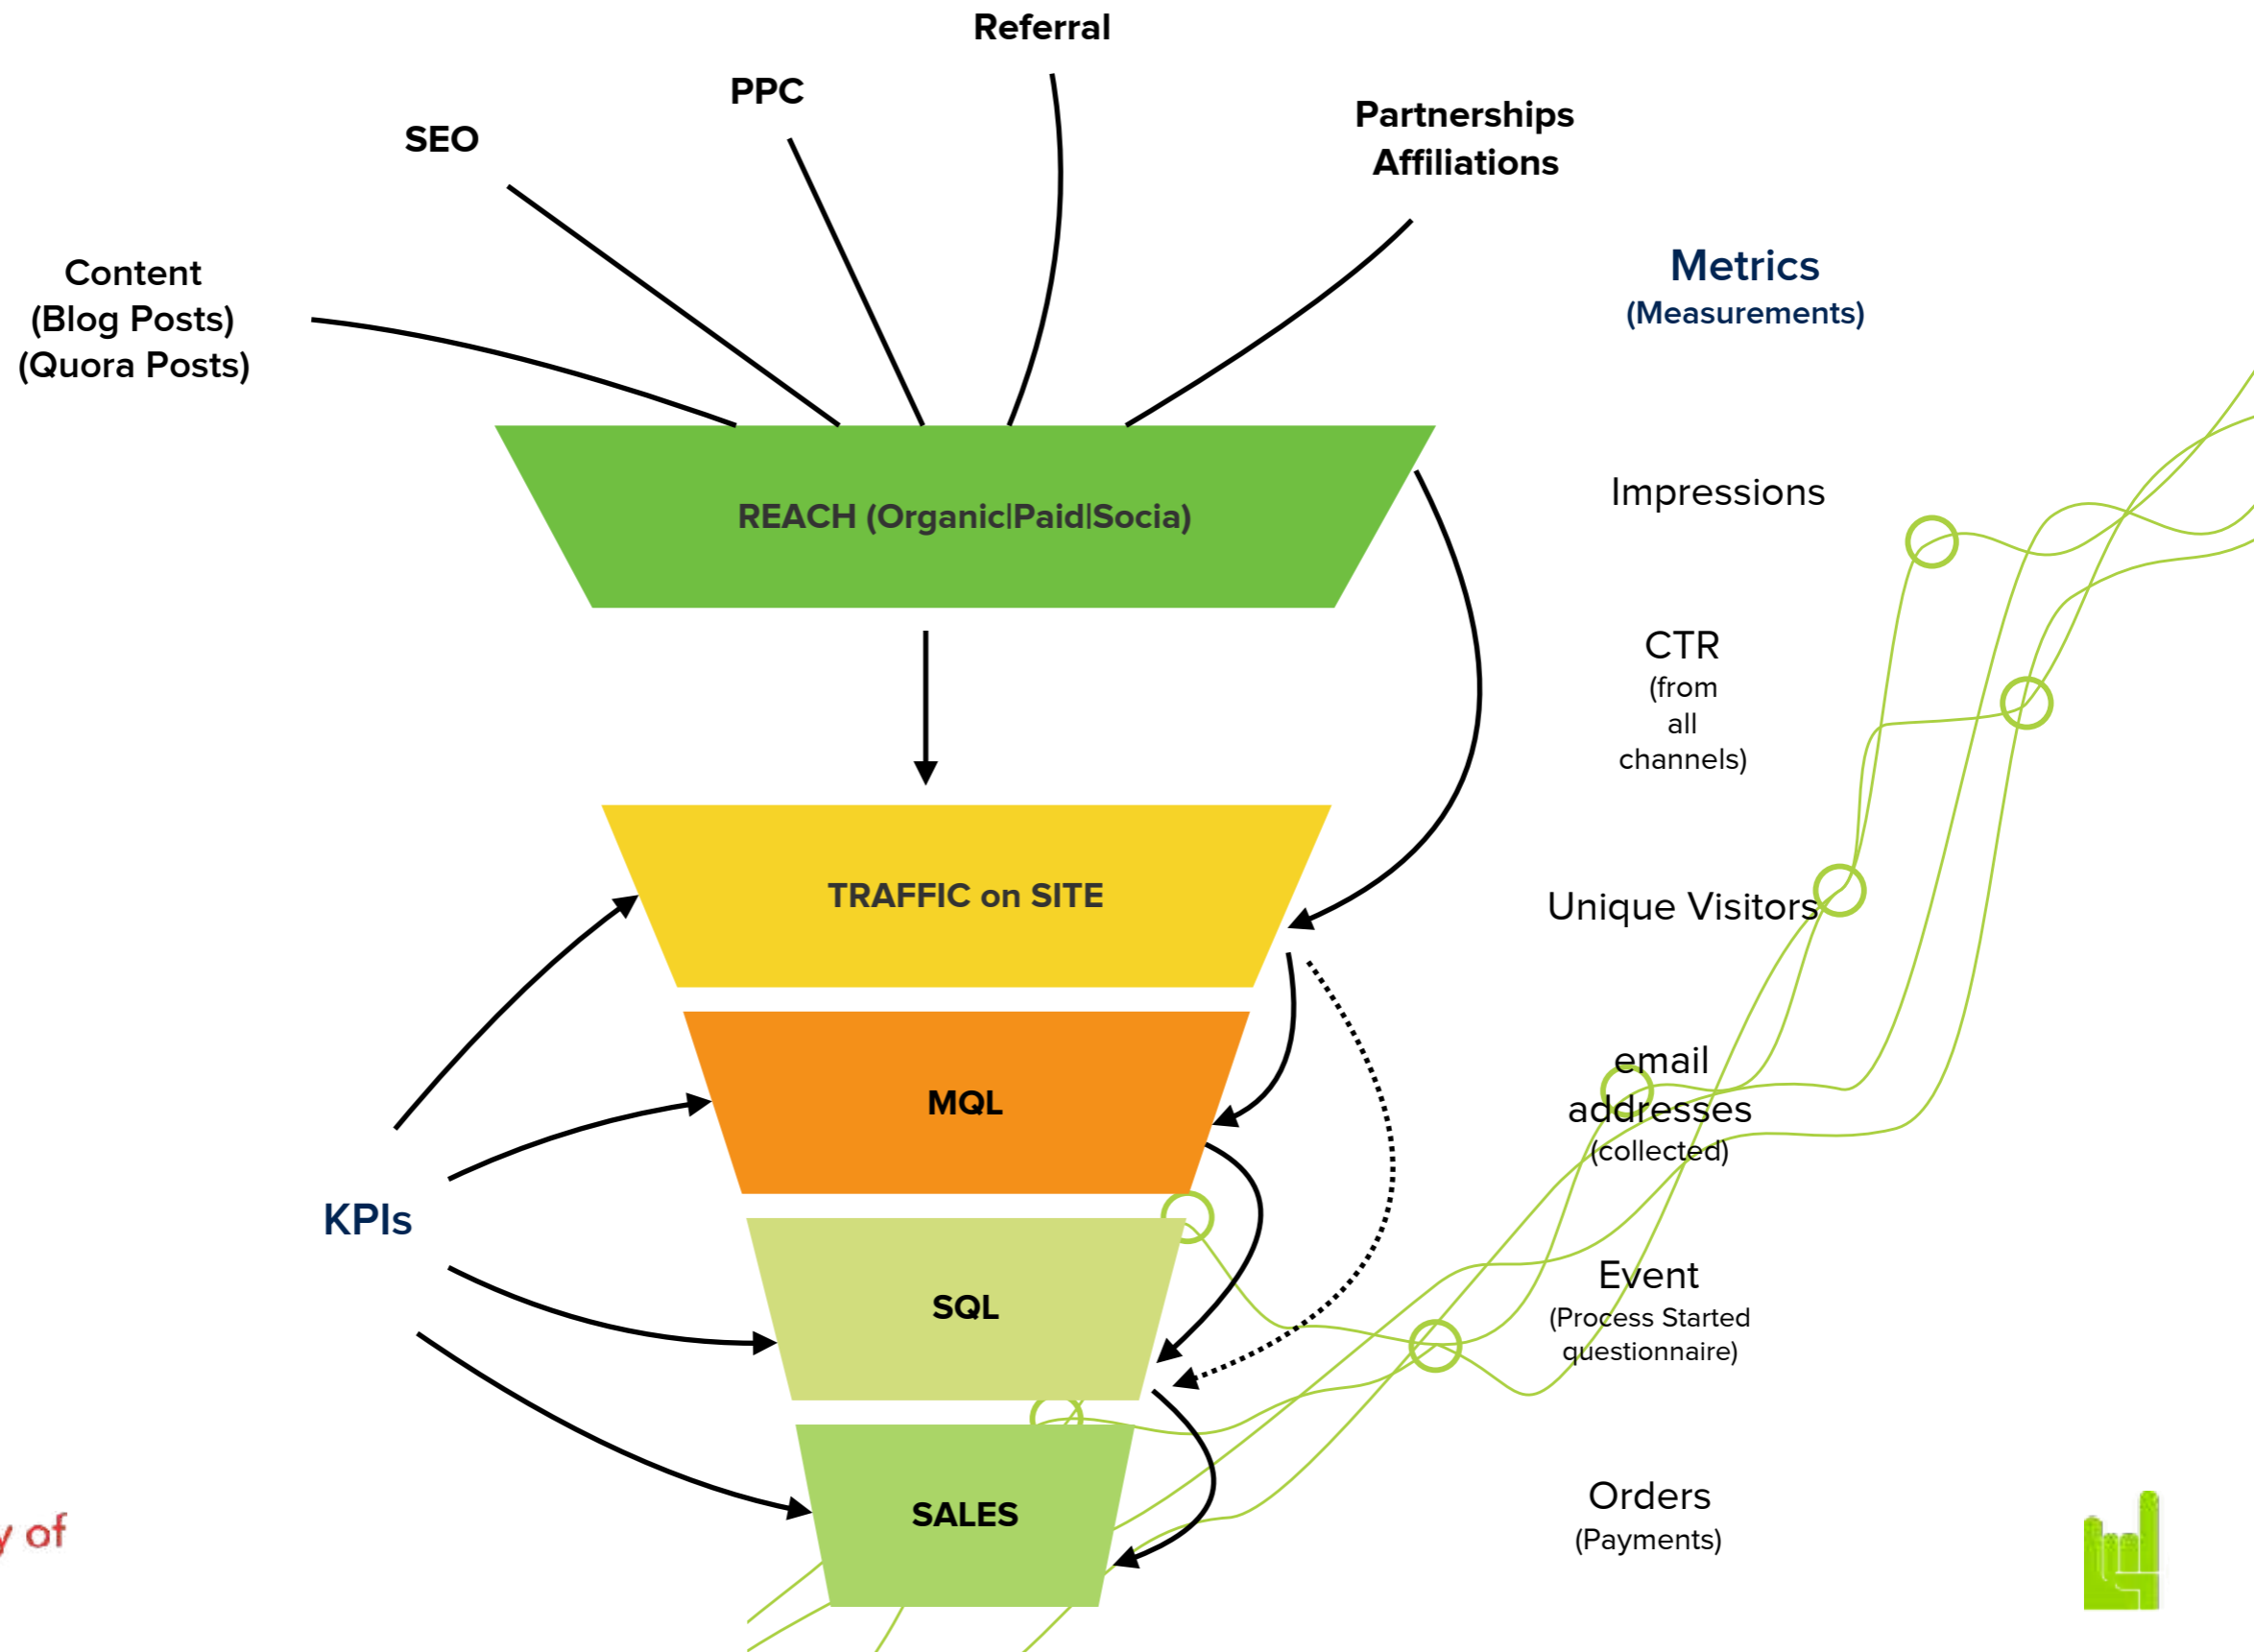 Referral
PPC
SEO
Partnerships
Affiliations
Content
(Blog Posts)
(Quora Posts)
Metrics
(Measurements)
REACH (Organic|Paid|Socia)
Impressions
CTR
(from
all
channels)
TRAFFIC on SITE
Unique Visitors
MQL
email
addresses
(collected)
KPIs
SQL
Event
(Process Started
questionnaire)
SALES
Orders
(Payments)
y of